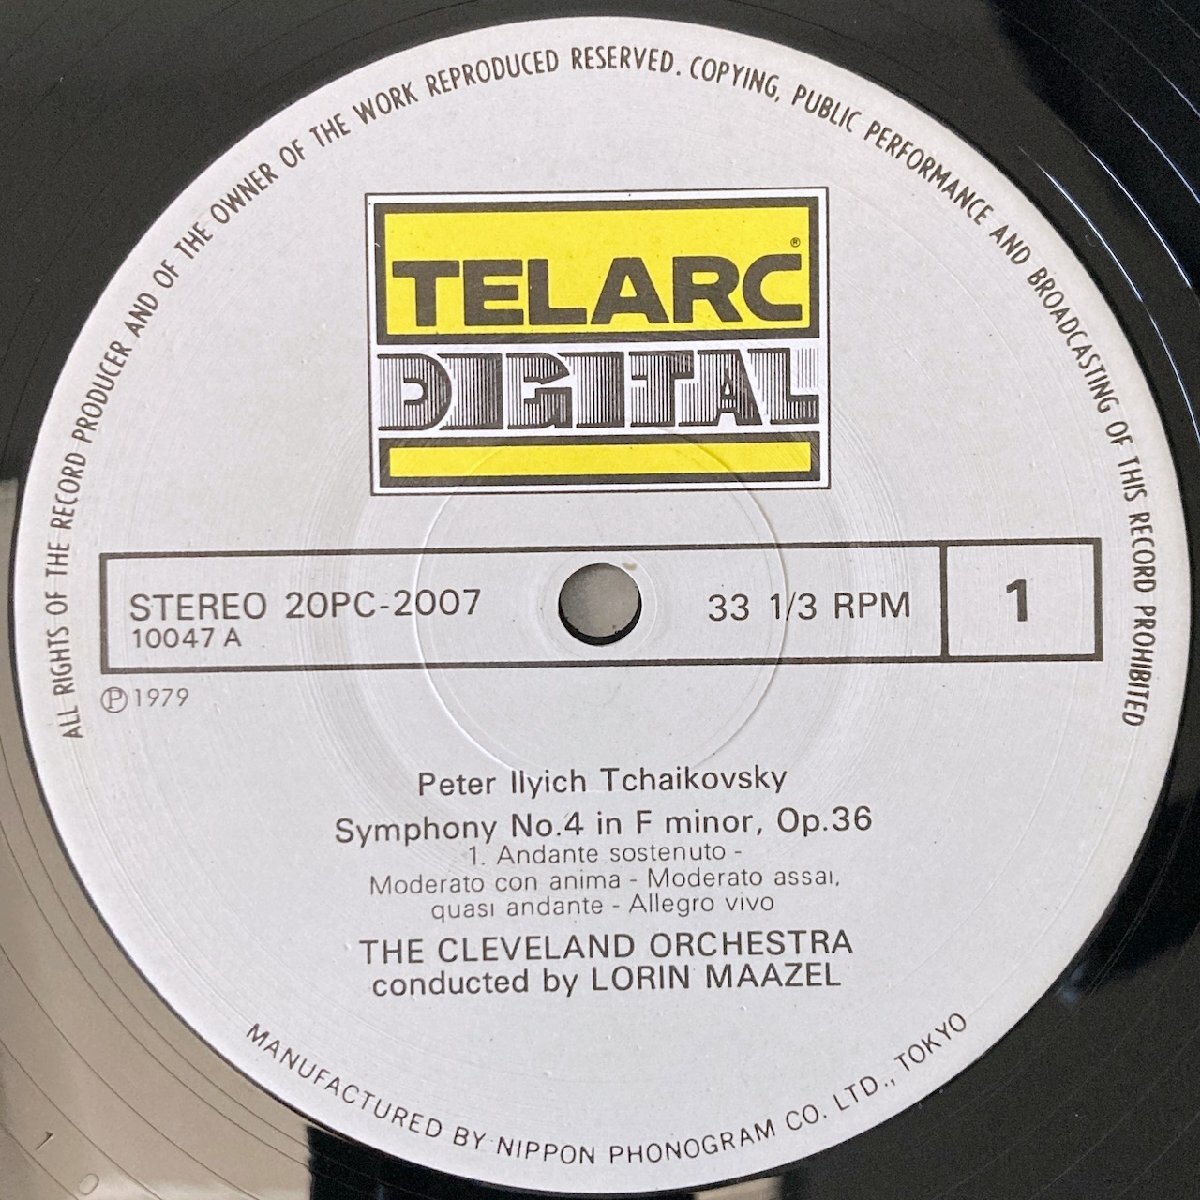 ALL RIGHTS OF THE RECORD PRODUCER AND OF THE OWNER OF THE WORK REPRODUCED RESERVED. COPYING, PUBLIC PERFORMANCE AND BROADCASTING OF THIS RECORD PROHIBITED
TELARC®
DIGITAL
STEREO 20PC-2007 33 1/3 RPM 1
10047 A
℗ 1979
Peter Ilyich Tchaikovsky
Symphony No.4 in F minor, Op.36
1. Andante sostenuto -
Moderato con anima - Moderato assai,
quasi andante - Allegro vivo
THE CLEVELAND ORCHESTRA
conducted by LORIN MAAZEL
MANUFACTURED BY NIPPON PHONOGRAM CO. LTD., TOKYO